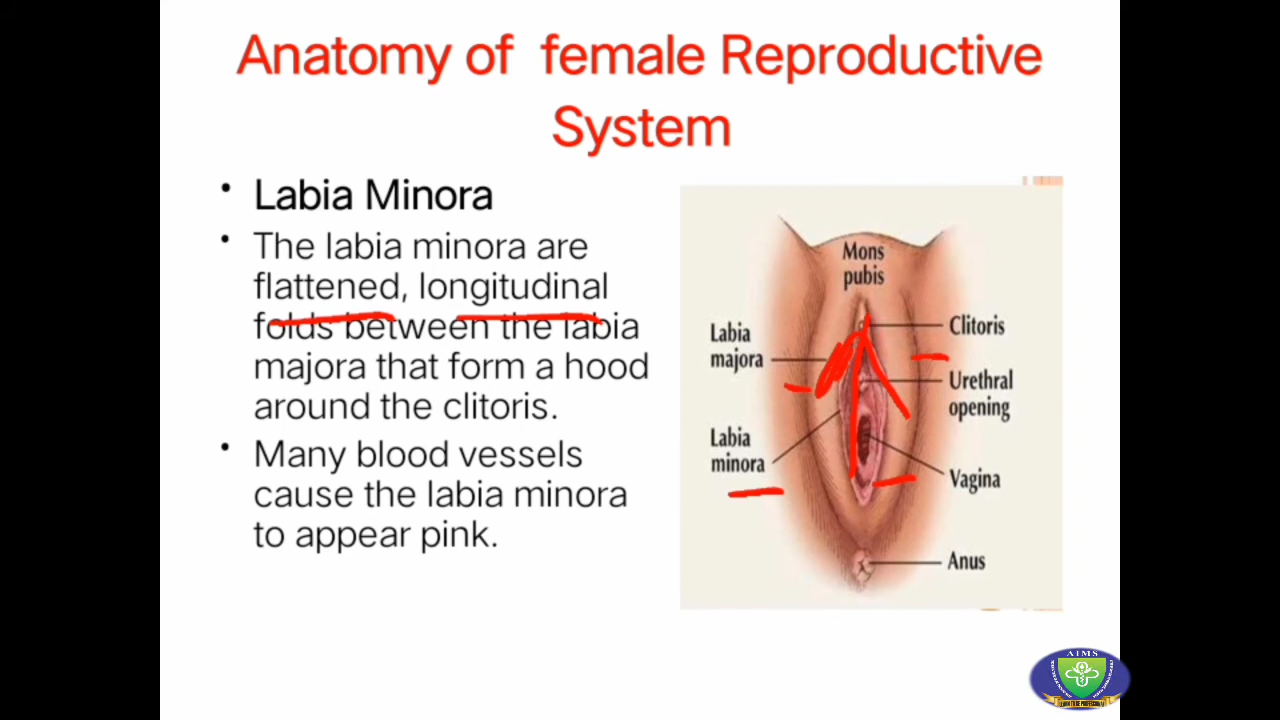 Anatomy of female Reproductive
System
• Labia Minora
• The labia minora are
flattened, longitudinal
folds between the labia
majora that form a hood
around the clitoris.
• Many blood vessels
cause the labia minora
to appear pink.
Mons
pubis
Labia
majora
Clitoris
Urethral
opening
Labia
minora
Vagina
Anus
AIMS